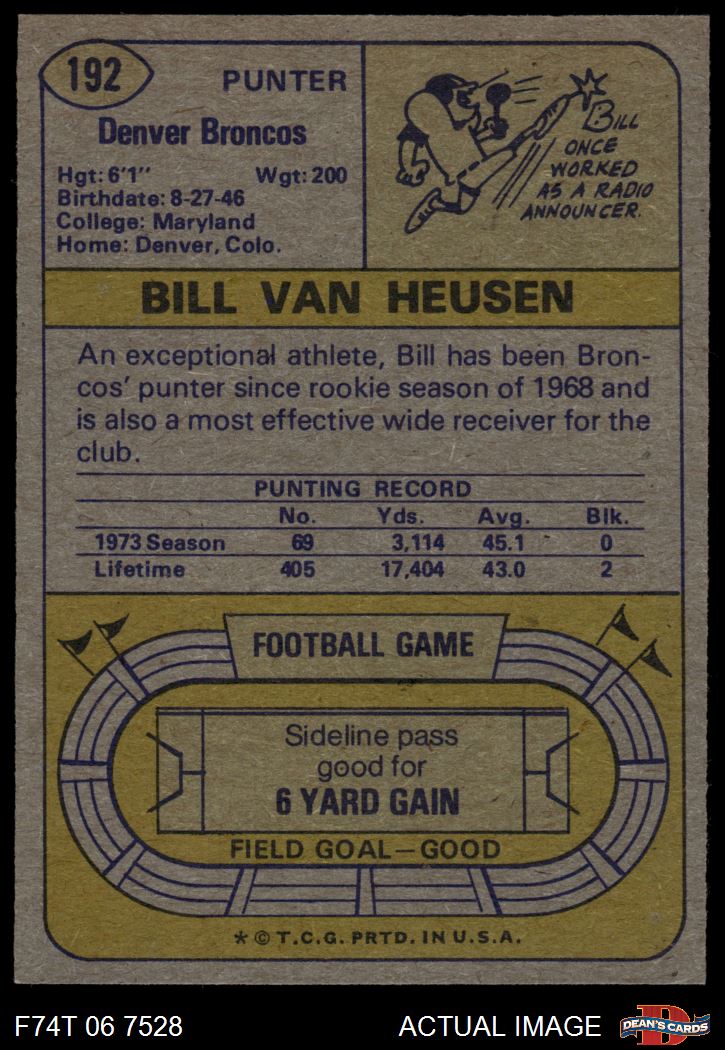 192
PUNTER
Denver Broncos
Hgt: 6'1" Wgt: 200
Birthdate: 8-27-46
College: Maryland
Home: Denver, Colo.
BILL
ONCE
WORKED
AS A RADIO
ANNOUNCER.
BILL VAN HEUSEN
An exceptional athlete, Bill has been Bron-
cos' punter since rookie season of 1968 and
is also a most effective wide receiver for the
club.
PUNTING RECORD
No. Yds. Avg. Blk.
1973 Season 69 3,114 45.1 0
Lifetime 405 17,404 43.0 2
FOOTBALL GAME
Sideline pass
good for
6 YARD GAIN
FIELD GOAL—GOOD
* © T.C.G. PRTD. IN U.S.A.
F74T 06 7528 ACTUAL IMAGE
D
DEAN'S CARDS